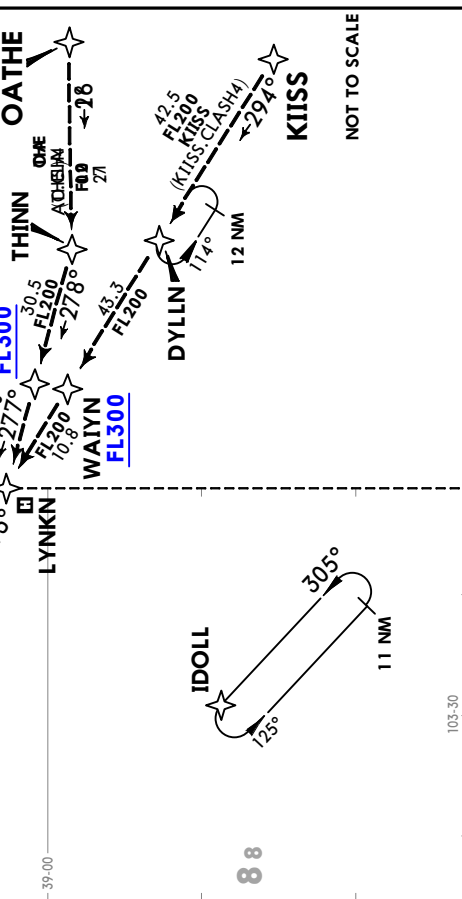 OATHE
THINN
30.5
FL200
278°
FL300
277°
FL200
10.8
WAIYN
FL300
LYNKN
H
43.3
FL200
DYLLN
42.5
FL200
KIISS
(KIISS.CLASH4)
294°
KIISS
114°
12 NM
NOT TO SCALE
IDOLL
305°
125°
11 NM
39-00
103-30
8 8